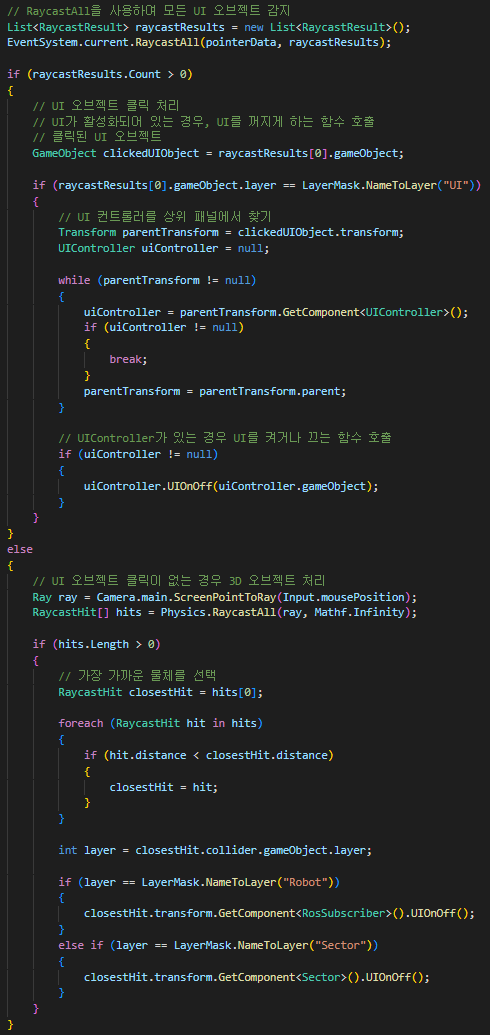 // RaycastAll을 사용하여 모든 UI 오브젝트 감지
List<RaycastResult> raycastResults = new List<RaycastResult>();
EventSystem.current.RaycastAll(pointerData, raycastResults);
if (raycastResults.Count > 0)
{
// UI 오브젝트 클릭 처리
// UI가 활성화되어 있는 경우, UI를 꺼지게 하는 함수 호출
// 클릭된 UI 오브젝트
GameObject clickedUIObject = raycastResults[0].gameObject;
if (raycastResults[0].gameObject.layer == LayerMask.NameToLayer("UI"))
{
// UI 컨트롤러를 상위 패널에서 찾기
Transform parentTransform = clickedUIObject.transform;
UIController uiController = null;
while (parentTransform != null)
{
uiController = parentTransform.GetComponent<UIController>();
if (uiController != null)
{
break;
}
parentTransform = parentTransform.parent;
}
// UIController가 있는 경우 UI를 켜거나 끄는 함수 호출
if (uiController != null)
{
uiController.UIOnOff(uiController.gameObject);
}
}
}
else
{
// UI 오브젝트 클릭이 없는 경우 3D 오브젝트 처리
Ray ray = Camera.main.ScreenPointToRay(Input.mousePosition);
RaycastHit[] hits = Physics.RaycastAll(ray, Mathf.Infinity);
if (hits.Length > 0)
{
// 가장 가까운 물체를 선택
RaycastHit closestHit = hits[0];
foreach (RaycastHit hit in hits)
{
if (hit.distance < closestHit.distance)
{
closestHit = hit;
}
}
int layer = closestHit.collider.gameObject.layer;
if (layer == LayerMask.NameToLayer("Robot"))
{
closestHit.transform.GetComponent<RosSubscriber>().UIOnOff();
}
else if (layer == LayerMask.NameToLayer("Sector"))
{
closestHit.transform.GetComponent<Sector>().UIOnOff();
}
}
}